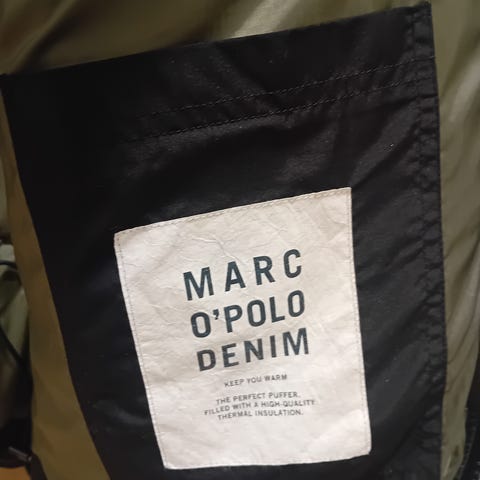 MARC
O'POLO
DENIM
KEEP YOU WARM
THE PERFECT PUFFER.
FILLED WITH A HIGH-QUALITY
THERMAL INSULATION.